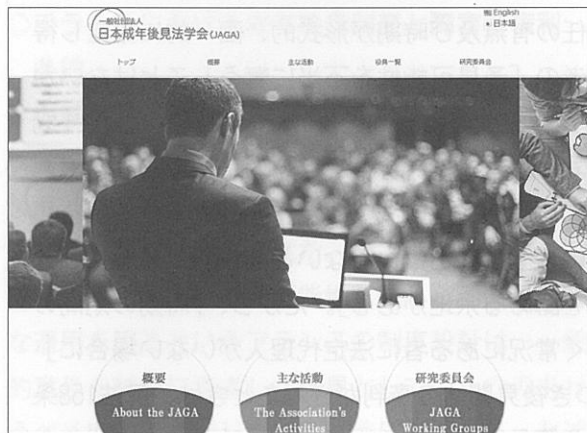 一般社団法人
日本成年後見法学会(JAGA)
English
日本語
トップ
概要
主な活動
役員一覧
研究委員会
概要
About the JAGA
主な活動
The Association's
Activities
研究委員会
JAGA
Working Groups